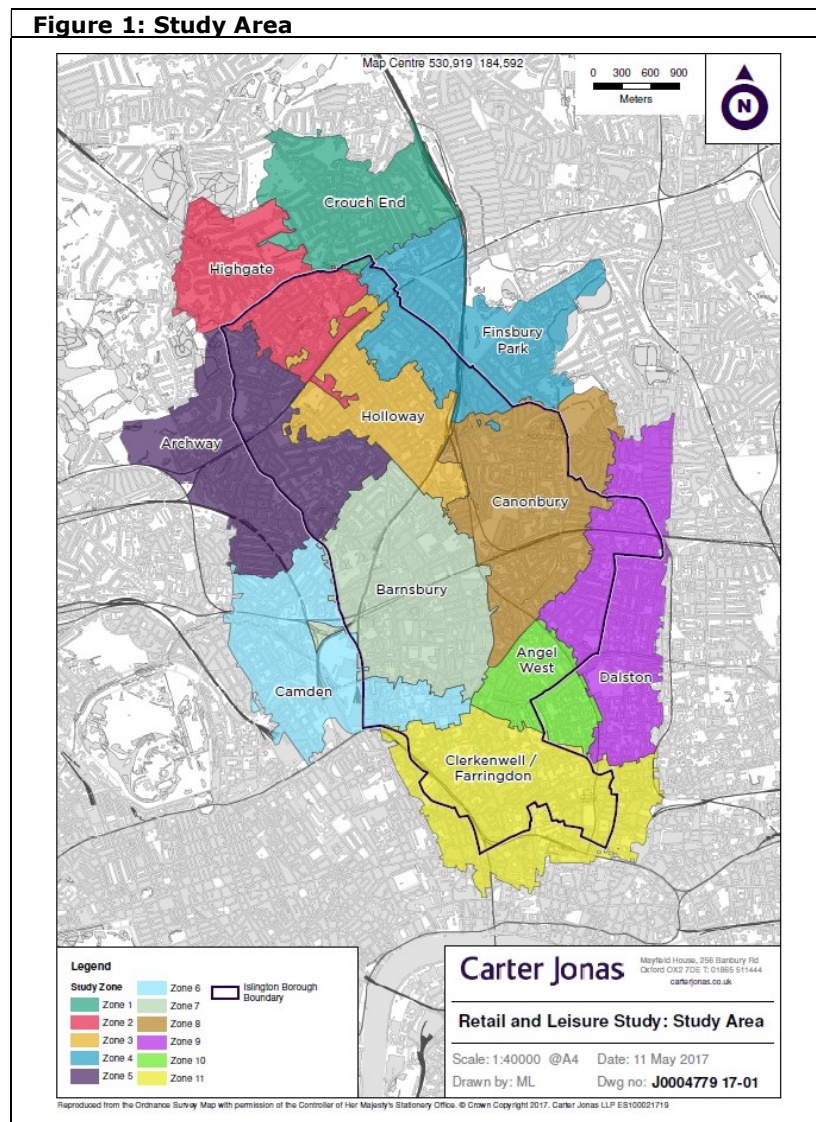 Figure 1: Study Area
Map Centre 530,919 184,592
0 300 600 900
Meters
N
Crouch End
Highgate
Finsbury
Park
Holloway
Archway
Canonbury
Barnsbury
Angel
West
Camden
Dalston
Clerkenwell /
Farringdon
Legend
Study Zone
Zone 1
Zone 2
Zone 3
Zone 4
Zone 5
Zone 6
Zone 7
Zone 8
Zone 9
Zone 10
Zone 11
Islington Borough
Boundary
Carter Jonas
Mayfield House, 256 Banbury Rd
Oxford OX2 7DE T: 01865 511444
carterjonas.co.uk
Retail and Leisure Study: Study Area
Scale: 1:40000 @A4 Date: 11 May 2017
Drawn by: ML Dwg no: J0004779 17-01
Reproduced from the Ordnance Survey Map with permission of the Controller of Her Majesty's Stationery Office. © Crown Copyright 2017. Carter Jonas LLP ES100021719